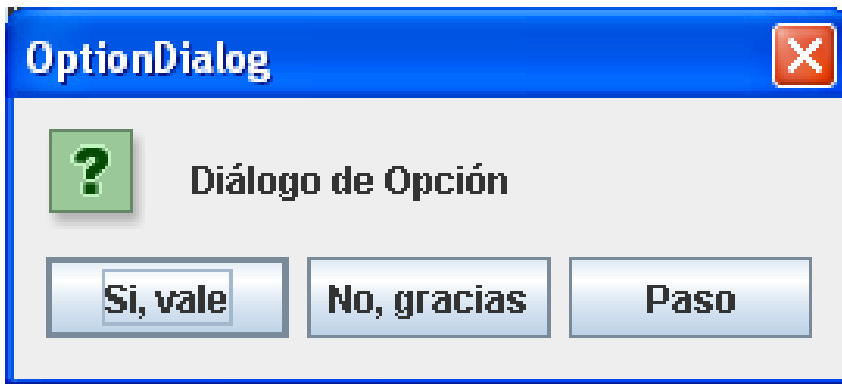 OptionDialog
?
Diálogo de Opción
Si, vale
No, gracias
Paso